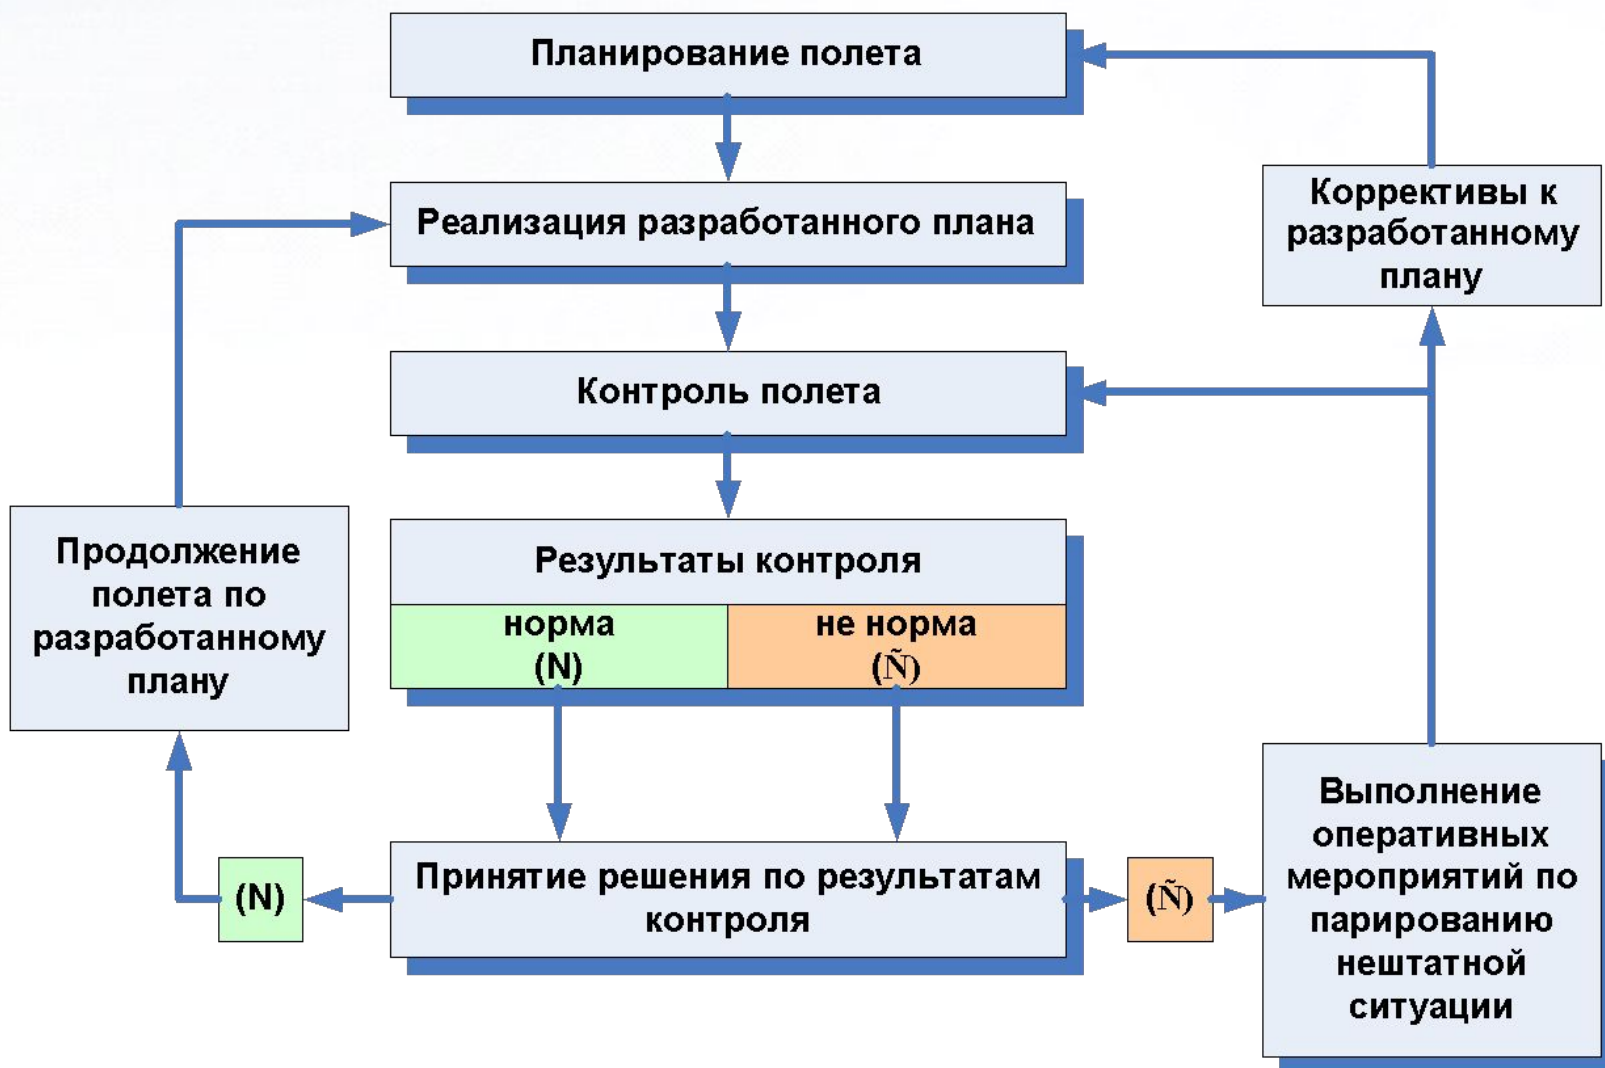 Планирование полета
Коррективы к
разработанному
плану
Реализация разработанного плана
Контроль полета
Продолжение
полета по
разработанному
плану
Результаты контроля
норма
(N)
не норма
(Ñ)
Выполнение
оперативных
мероприятий по
парированию
нештатной
ситуации
(N)
Принятие решения по результатам
контроля
(Ñ)